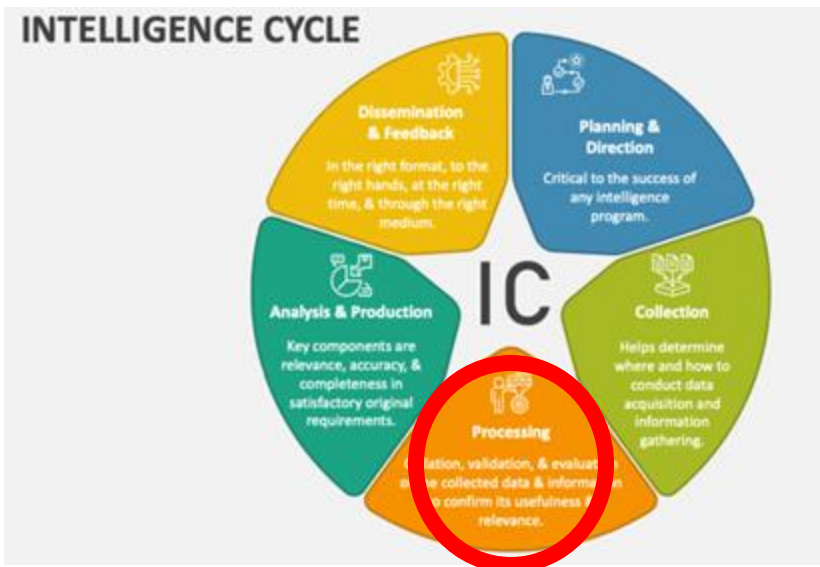 INTELLIGENCE CYCLE
Dissemination
& Feedback
In the right format, to the
right hands, at the right
time, & through the right
medium.
Planning &
Direction
Critical to the success of
any intelligence
program.
Analysis & Production
Key components are
relevance, accuracy, &
completeness in
satisfactory original
requirements.
IC
Collection
Helps determine
where and how to
conduct data
acquisition and
information
gathering.
Processing
validation, & evaluation
collected data & information
confirm its usefulness
relevance.